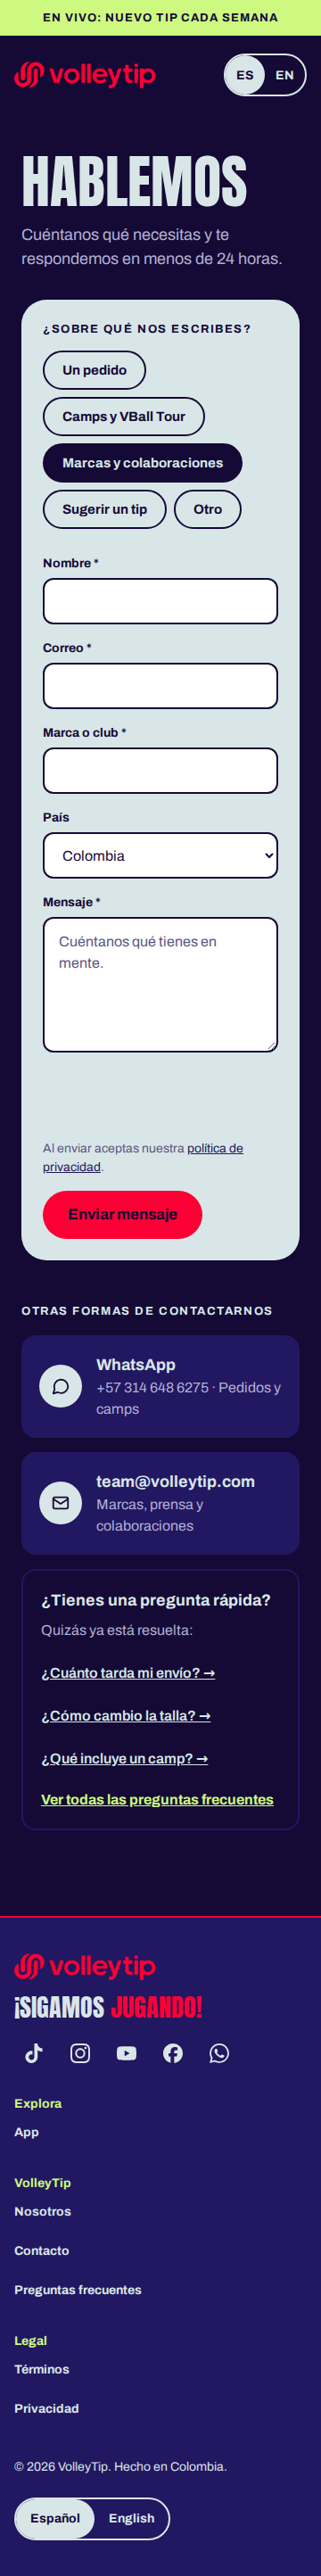 EN VIVO: NUEVO TIP CADA SEMANA
volleytip
ES EN
HABLEMOS
Cuéntanos qué necesitas y te
respondemos en menos de 24 horas.
¿SOBRE QUÉ NOS ESCRIBES?
Un pedido
Camps y VBall Tour
Marcas y colaboraciones
Sugerir un tip Otro
Nombre *
Correo *
Marca o club *
País
Colombia
Mensaje *
Cuéntanos qué tienes en
mente.
Al enviar aceptas nuestra política de
privacidad.
Enviar mensaje
OTRAS FORMAS DE CONTACTARNOS
WhatsApp
+57 314 648 6275 · Pedidos y
camps
team@volleytip.com
Marcas, prensa y
colaboraciones
¿Tienes una pregunta rápida?
Quizás ya está resuelta:
¿Cuánto tarda mi envío? →
¿Cómo cambio la talla? →
¿Qué incluye un camp? →
Ver todas las preguntas frecuentes
volleytip
¡SIGAMOS JUGANDO!
Explora
App
VolleyTip
Nosotros
Contacto
Preguntas frecuentes
Legal
Términos
Privacidad
© 2026 VolleyTip. Hecho en Colombia.
Español English